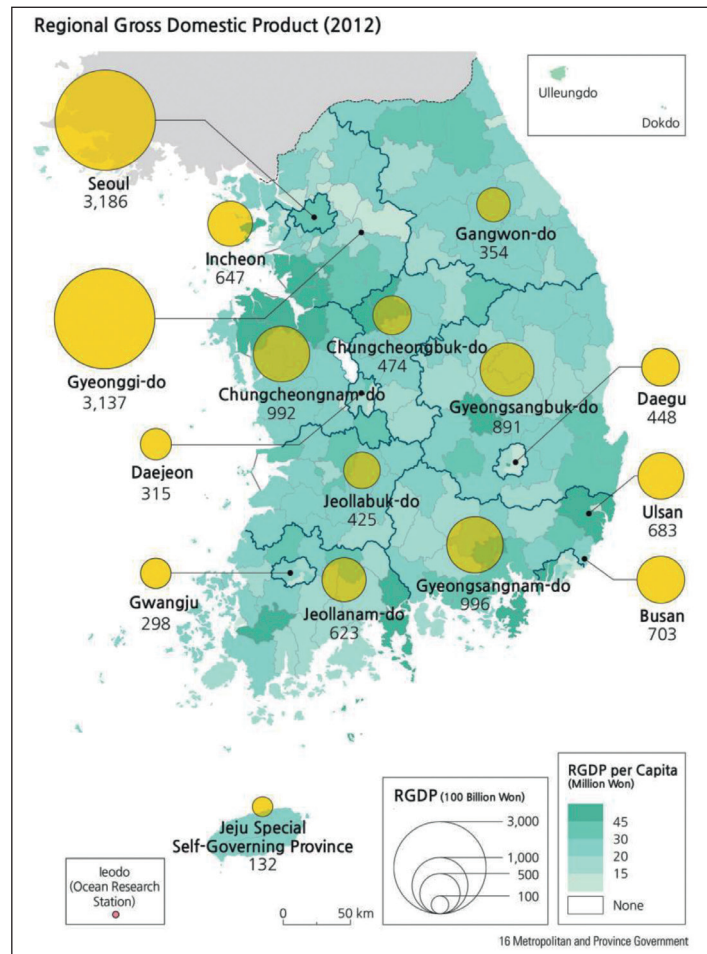 Regional Gross Domestic Product (2012)
Ulleungdo
Dokdo
Seoul
3,186
Incheon
647
Gangwon-do
354
Gyeonggi-do
3,137
Chungcheongbuk-do
474
Chungcheongnam-do
992
Gyeongsangbuk-do
891
Daegu
448
Daejeon
315
Jeollabuk-do
425
Ulsan
683
Gwangju
298
Jeollanam-do
623
Gyeongsangnam-do
996
Busan
703
Jeju Special
Self-Governing Province
132
Ieodo
(Ocean Research
Station)
0 50 km
RGDP (100 Billion Won)
3,000
1,000
500
100
RGDP per Capita
(Million Won)
45
30
20
15
None
16 Metropolitan and Province Government